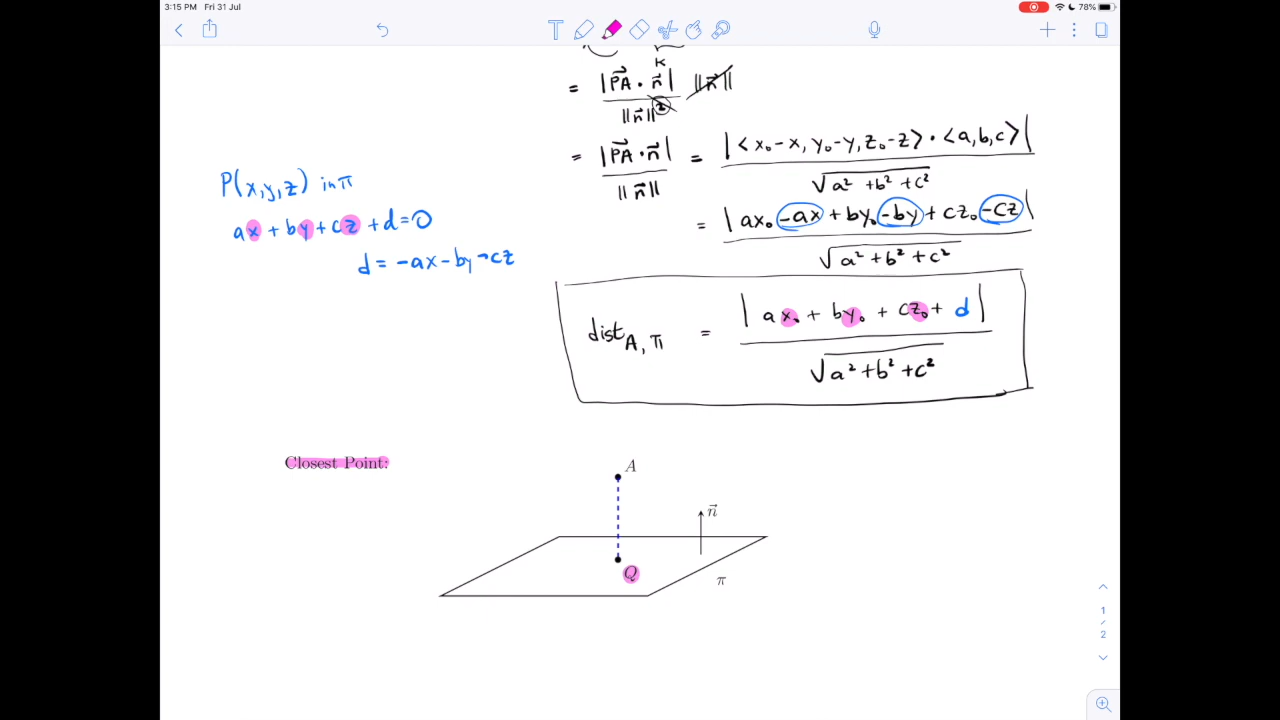 3:15 PM Fri 31 Jul
78%
k
= |PA⃗ · n⃗| ||n⃗||
||n⃗||²
= |PA⃗ · n⃗| = |<x₀-x, y₀-y, z₀-z> · <a,b,c>|
||n⃗|| √a² + b² + c²
P(x,y,z) in π
ax + by + cz + d = 0
d = -ax - by - cz
= |ax₀ -ax + by₀ -by + cz₀ -cz|
√a² + b² + c²
dist A, π = |ax₀ + by₀ + cz₀ + d|
√a² + b² + c²
Closest Point:
A
n⃗
Q
π
1
/
2